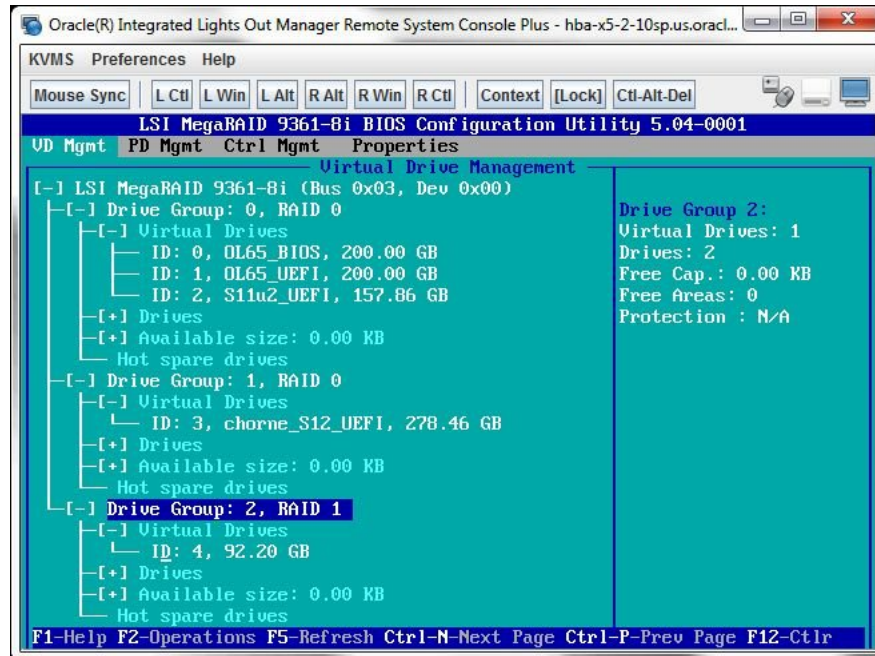 Oracle(R) Integrated Lights Out Manager Remote System Console Plus - hba-x5-2-10sp.us.oracl...
KVMS Preferences Help
Mouse Sync L Ctl L Win L Alt R Alt R Win R Ctl Context [Lock] Ctl-Alt-Del
LSI MegaRAID 9361-8i BIOS Configuration Utility 5.04-0001
VD Mgmt PD Mgmt Ctrl Mgmt Properties
Virtual Drive Management
[-] LSI MegaRAID 9361-8i (Bus 0x03, Dev 0x00)
[-] Drive Group: 0, RAID 0
[-] Virtual Drives
ID: 0, OL65_BIOS, 200.00 GB
ID: 1, OL65_UEFI, 200.00 GB
ID: 2, S11u2_UEFI, 157.86 GB
[+] Drives
[+] Available size: 0.00 KB
Hot spare drives
[-] Drive Group: 1, RAID 0
[-] Virtual Drives
ID: 3, chorne_S12_UEFI, 278.46 GB
[+] Drives
[+] Available size: 0.00 KB
Hot spare drives
[-] Drive Group: 2, RAID 1
[-] Virtual Drives
ID: 4, 92.20 GB
[+] Drives
[+] Available size: 0.00 KB
Hot spare drives
Drive Group 2:
Virtual Drives: 1
Drives: 2
Free Cap.: 0.00 KB
Free Areas: 0
Protection : N/A
F1-Help F2-Operations F5-Refresh Ctrl-N-Next Page Ctrl-P-Prev Page F12-Ctlr